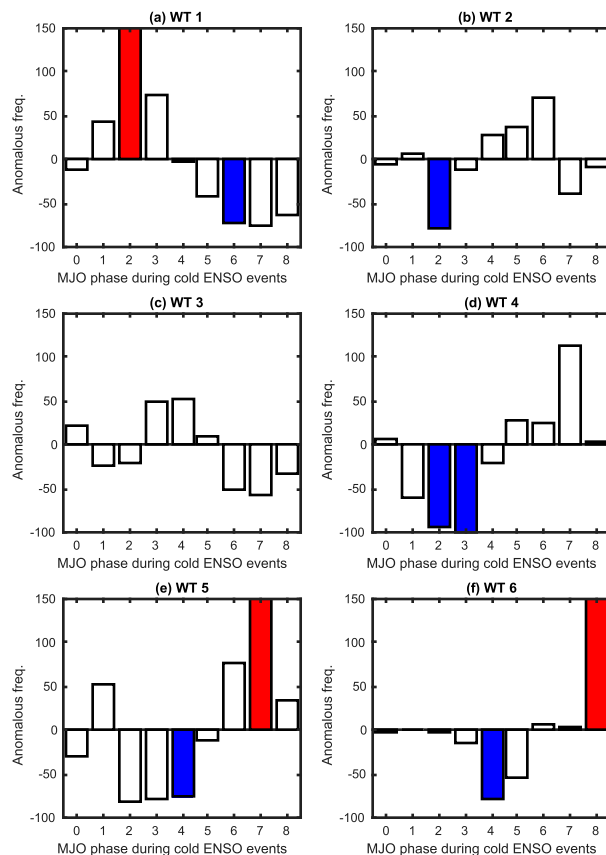 (a) WT 1
150
100
50
0
-50
-100
Anomalous freq.
0 1 2 3 4 5 6 7 8
MJO phase during cold ENSO events
(b) WT 2
150
100
50
0
-50
-100
Anomalous freq.
0 1 2 3 4 5 6 7 8
MJO phase during cold ENSO events
(c) WT 3
150
100
50
0
-50
-100
Anomalous freq.
0 1 2 3 4 5 6 7 8
MJO phase during cold ENSO events
(d) WT 4
150
100
50
0
-50
-100
Anomalous freq.
0 1 2 3 4 5 6 7 8
MJO phase during cold ENSO events
(e) WT 5
150
100
50
0
-50
-100
Anomalous freq.
0 1 2 3 4 5 6 7 8
MJO phase during cold ENSO events
(f) WT 6
150
100
50
0
-50
-100
Anomalous freq.
0 1 2 3 4 5 6 7 8
MJO phase during cold ENSO events